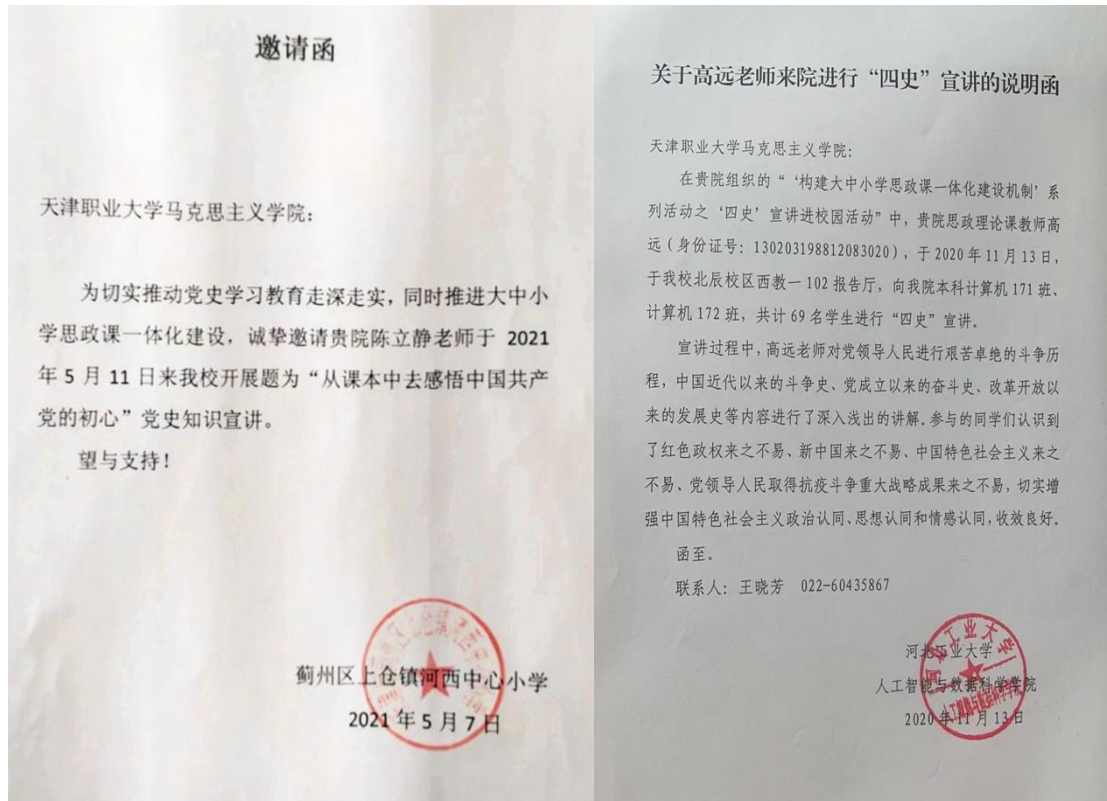 邀请函
天津职业大学马克思主义学院：
为切实推动党史学习教育走深走实，同时推进大中小
学思政课一体化建设，诚挚邀请贵院陈立静老师于 2021
年 5 月 11 日来我校开展题为“从课本中去感悟中国共产
党的初心”党史知识宣讲。
望与支持！
蓟州区上仓镇河西中心小学
2021 年 5 月 7 日
关于高远老师来院进行“四史”宣讲的说明函
天津职业大学马克思主义学院：
在贵院组织的“‘构建大中小学思政课一体化建设机制’系
列活动之‘四史’宣讲进校园活动”中，贵院思政理论课教师高
远（身份证号：130203198812083020），于 2020 年 11 月 13 日，
于我校北辰校区西教一 102 报告厅，向我院本科计算机 171 班、
计算机 172 班，共计 69 名学生进行“四史”宣讲。
宣讲过程中，高远老师对党领导人民进行艰苦卓绝的斗争历
程，中国近代以来的斗争史、党成立以来的奋斗史、改革开放以
来的发展史等内容进行了深入浅出的讲解。参与的同学们认识到
了红色政权来之不易、新中国来之不易、中国特色社会主义来之
不易、党领导人民取得抗疫斗争重大战略成果来之不易，切实增
强中国特色社会主义政治认同、思想认同和情感认同，收效良好。
函至。
联系人：王晓芳 022-60435867
河北工业大学
人工智能与数据科学学院
2020 年 11 月 13 日
河北工业大学